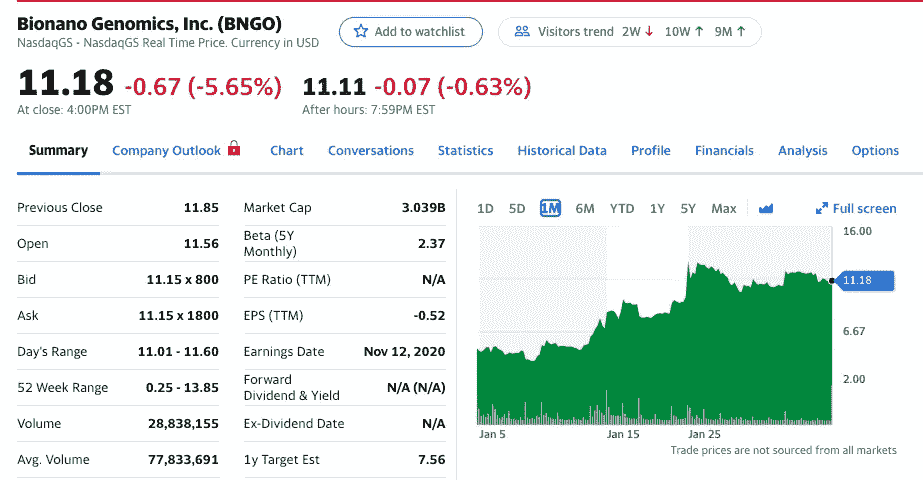 Bionano Genomics, Inc. (BNGO)
NasdaqGS - NasdaqGS Real Time Price. Currency in USD
Add to watchlist
Visitors trend 2W ↓ 10W ↑ 9M ↑
11.18 -0.67 (-5.65%)
At close: 4:00PM EST
11.11 -0.07 (-0.63%)
After hours: 7:59PM EST
Summary Company Outlook Chart Conversations Statistics Historical Data Profile Financials Analysis Options
Previous Close 11.85
Open 11.56
Bid 11.15 x 800
Ask 11.15 x 1800
Day's Range 11.01 - 11.60
52 Week Range 0.25 - 13.85
Volume 28,838,155
Avg. Volume 77,833,691
Market Cap 3.039B
Beta (5Y
Monthly) 2.37
PE Ratio (TTM) N/A
EPS (TTM) -0.52
Earnings Date Nov 12, 2020
Forward
Dividend & Yield N/A (N/A)
Ex-Dividend Date N/A
1y Target Est 7.56
1D 5D 1M 6M YTD 1Y 5Y Max Full screen
16.00
11.18
6.67
2.00
Jan 5 Jan 15 Jan 25
Trade prices are not sourced from all markets